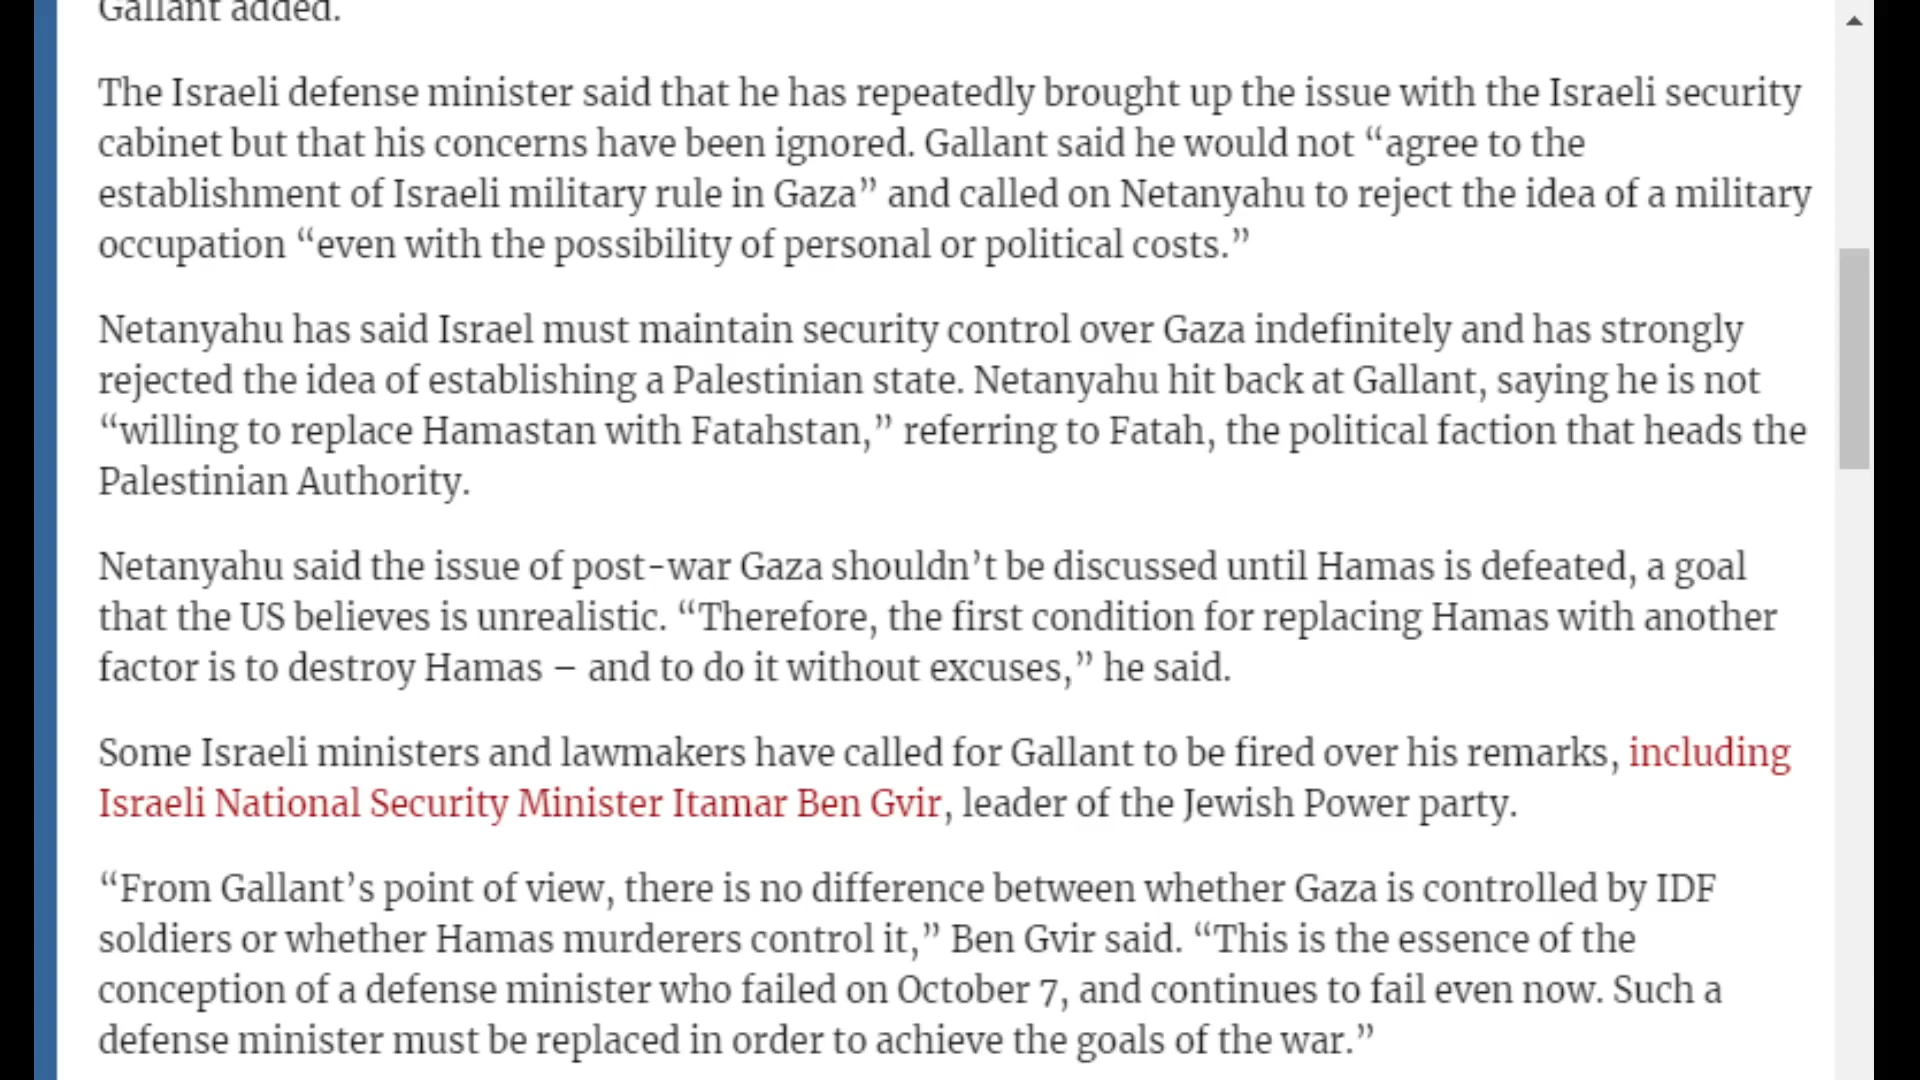 Gallant added.
The Israeli defense minister said that he has repeatedly brought up the issue with the Israeli security
cabinet but that his concerns have been ignored. Gallant said he would not “agree to the
establishment of Israeli military rule in Gaza” and called on Netanyahu to reject the idea of a military
occupation “even with the possibility of personal or political costs.”
Netanyahu has said Israel must maintain security control over Gaza indefinitely and has strongly
rejected the idea of establishing a Palestinian state. Netanyahu hit back at Gallant, saying he is not
“willing to replace Hamastan with Fatahstan,” referring to Fatah, the political faction that heads the
Palestinian Authority.
Netanyahu said the issue of post-war Gaza shouldn’t be discussed until Hamas is defeated, a goal
that the US believes is unrealistic. “Therefore, the first condition for replacing Hamas with another
factor is to destroy Hamas – and to do it without excuses,” he said.
Some Israeli ministers and lawmakers have called for Gallant to be fired over his remarks, including
Israeli National Security Minister Itamar Ben Gvir, leader of the Jewish Power party.
“From Gallant’s point of view, there is no difference between whether Gaza is controlled by IDF
soldiers or whether Hamas murderers control it,” Ben Gvir said. “This is the essence of the
conception of a defense minister who failed on October 7, and continues to fail even now. Such a
defense minister must be replaced in order to achieve the goals of the war.”